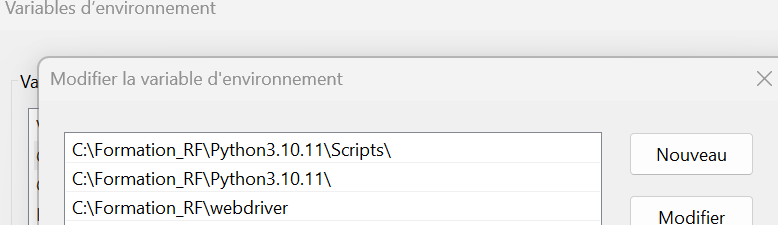 Variables d’environnement
Modifier la variable d'environnement
Va
C:\Formation_RF\Python3.10.11\Scripts\
Nouveau
C:\Formation_RF\Python3.10.11\
C:\Formation_RF\webdriver
Modifier